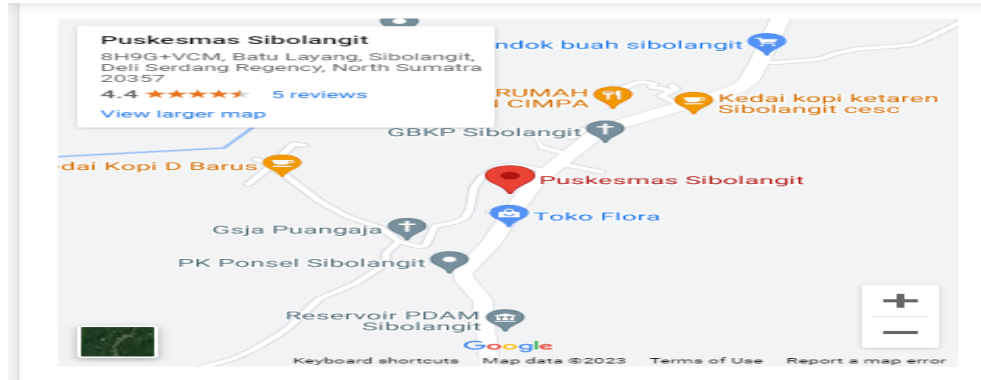 Puskesmas Sibolangit
8H9G+VCM, Batu Layang, Sibolangit,
Deli Serdang Regency, North Sumatra
20357
4.4 5 reviews
View larger map
ndok buah sibolangit
RUMAH
CIMPA
Kedai kopi ketaren
Sibolangit cesc
GBKP Sibolangit
dai Kopi D Barus
Puskesmas Sibolangit
Toko Flora
Gsja Puangaja
PK Ponsel Sibolangit
Reservoir PDAM
Sibolangit
Google
Keyboard shortcuts Map data ©2023 Terms of Use Report a map error